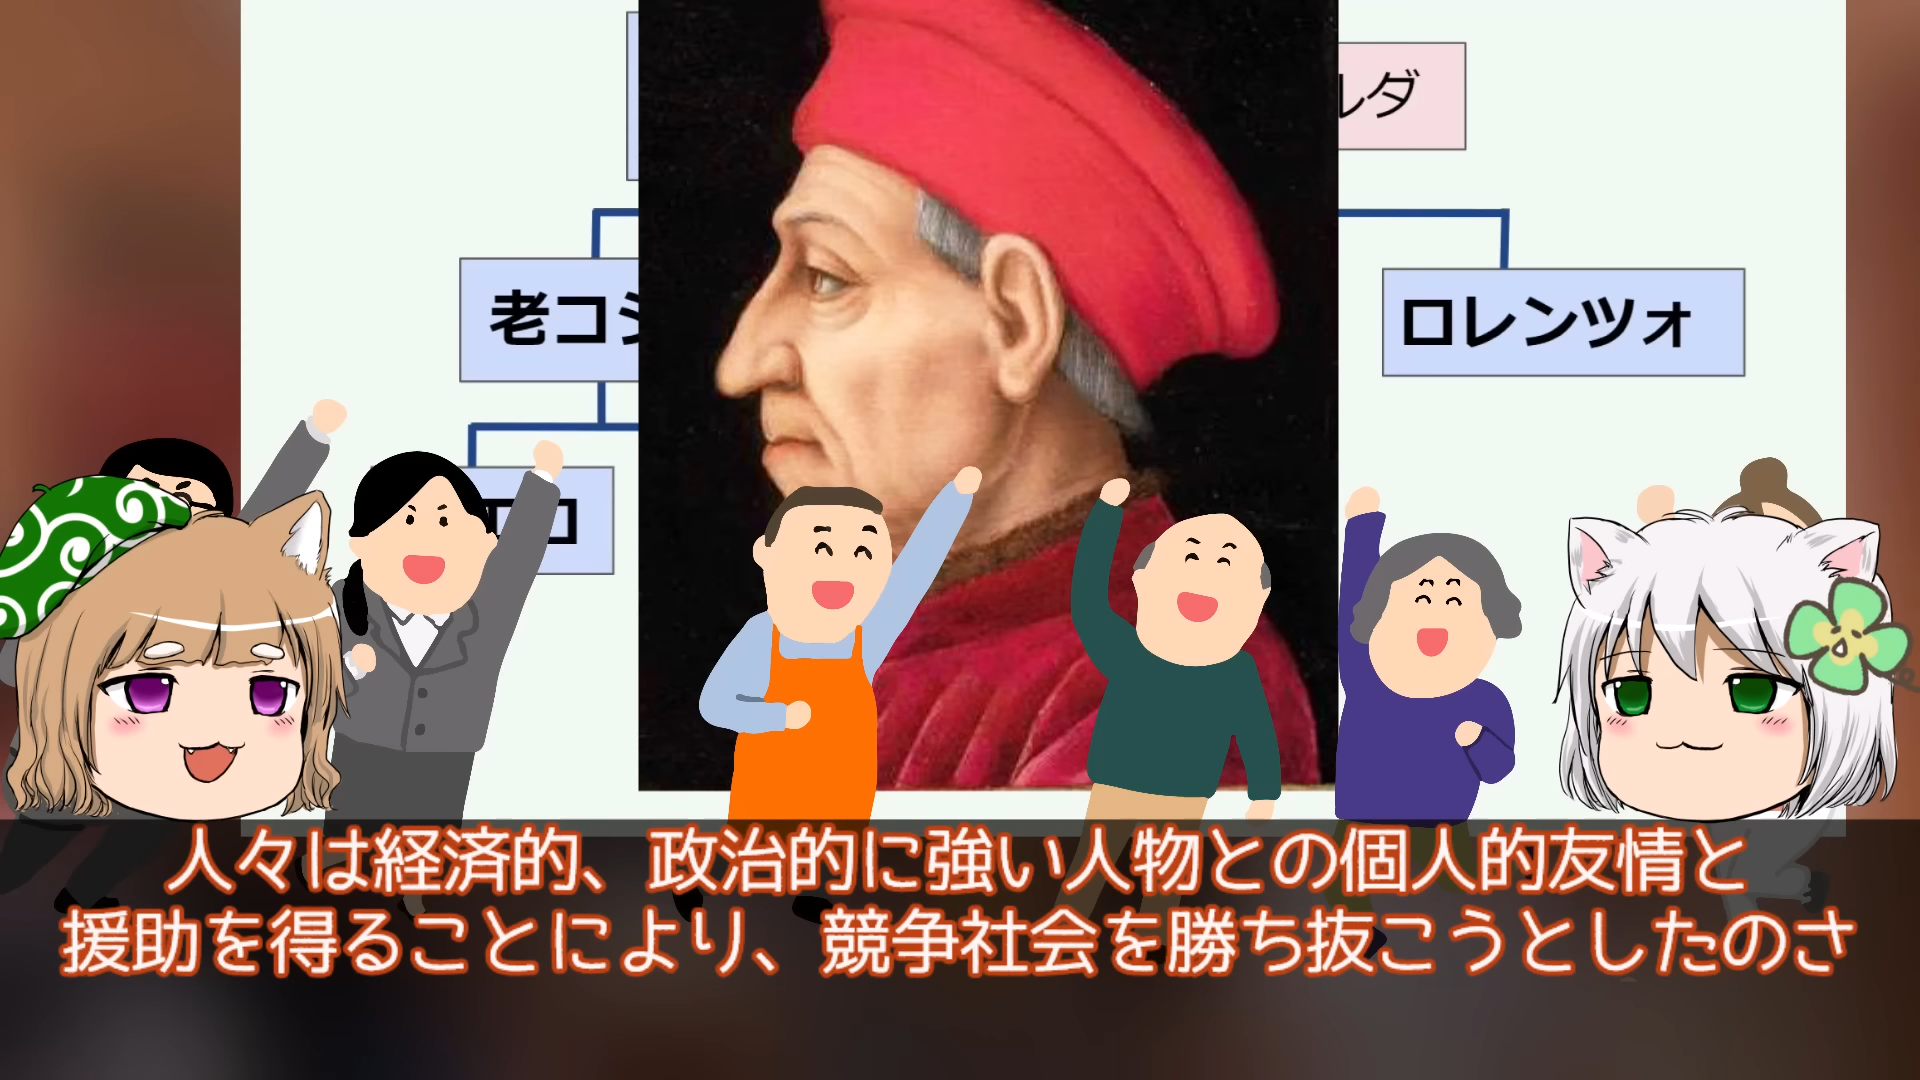 ルダ
老コジ
ロレンツォ
人々は経済的、政治的に強い人物との個人的友情と
援助を得ることにより、競争社会を勝ち抜こうとしたのさ